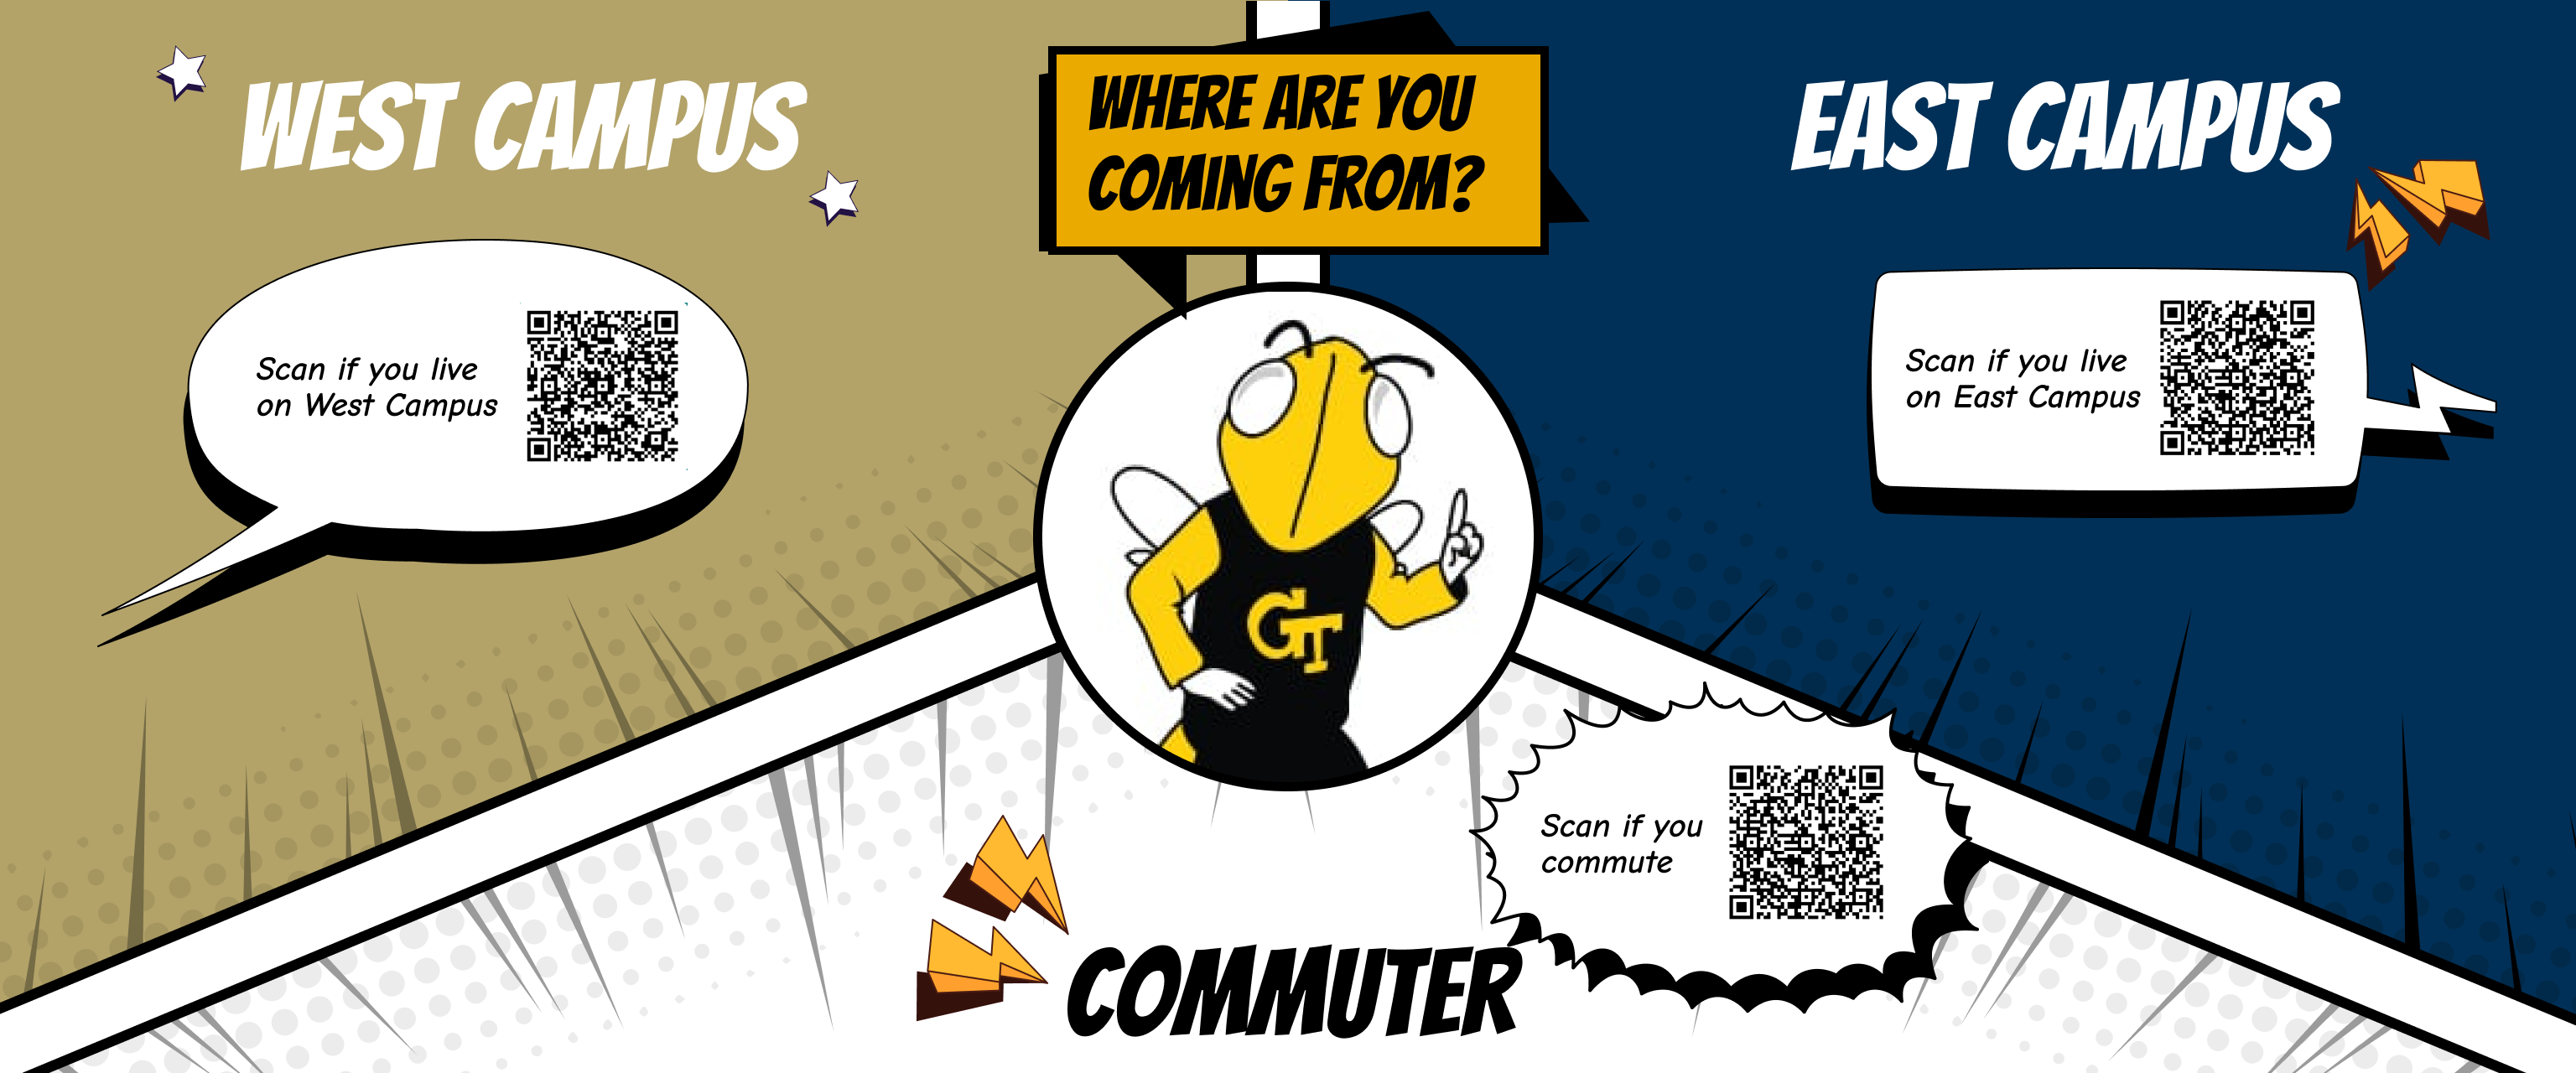 WEST CAMPUS
Scan if you live
on West Campus
WHERE ARE YOU
COMING FROM?
GT
EAST CAMPUS
Scan if you live
on East Campus
Scan if you
commute
COMMUTER